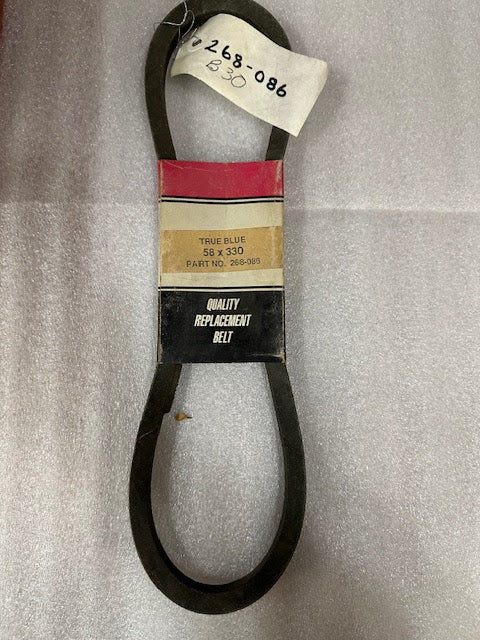 268-086
B30
TRUE BLUE
58 x 330
PART NO. 268-086
QUALITY
REPLACEMENT
BELT